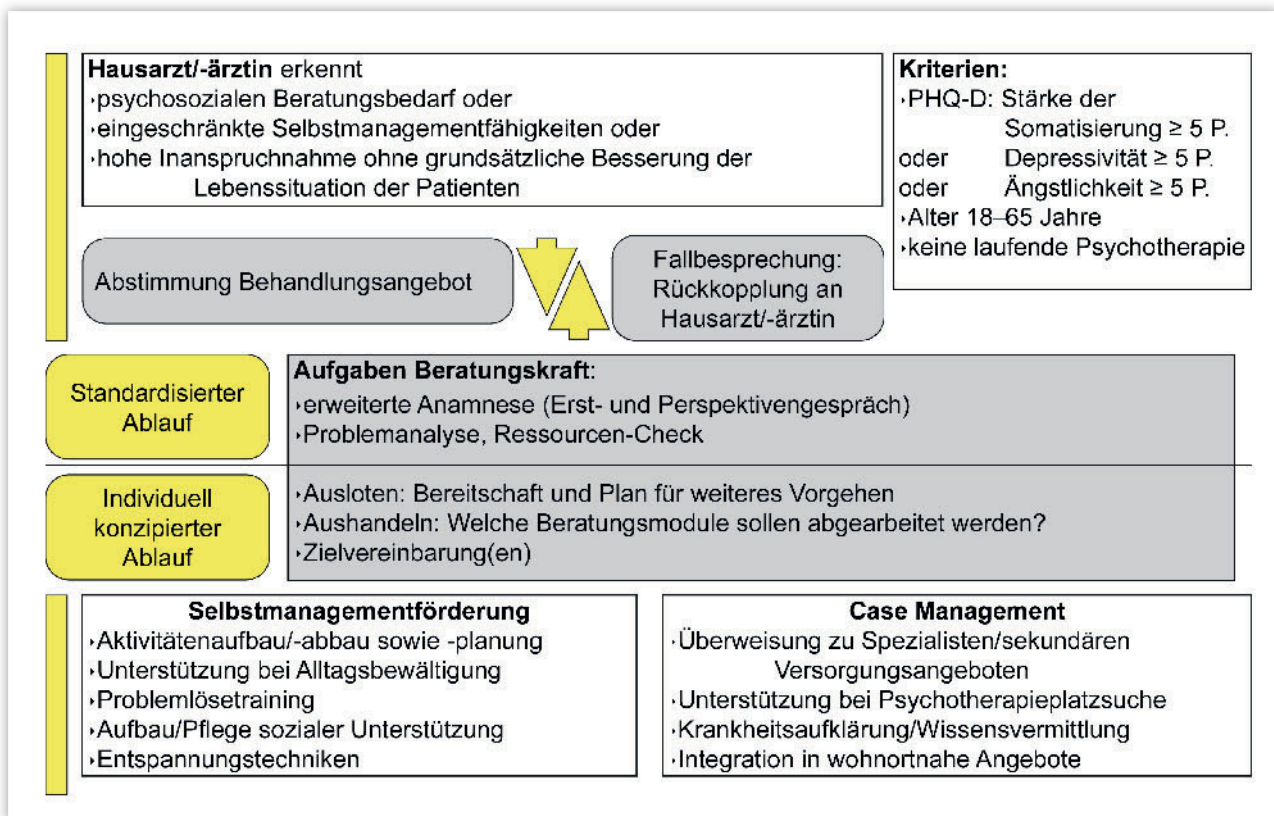 Hausarzt/-ärztin erkennt
‣psychosozialen Beratungsbedarf oder
‣eingeschränkte Selbstmanagementfähigkeiten oder
‣hohe Inanspruchnahme ohne grundsätzliche Besserung der
Lebenssituation der Patienten
Kriterien:
‣PHQ-D: Stärke der
Somatisierung ≥ 5 P.
oder Depressivität ≥ 5 P.
oder Ängstlichkeit ≥ 5 P.
‣Alter 18–65 Jahre
‣keine laufende Psychotherapie
Abstimmung Behandlungsangebot
Fallbesprechung:
Rückkopplung an
Hausarzt/-ärztin
Standardisierter
Ablauf
Aufgaben Beratungskraft:
‣erweiterte Anamnese (Erst- und Perspektivengespräch)
‣Problemanalyse, Ressourcen-Check
Individuell
konzipierter
Ablauf
‣Ausloten: Bereitschaft und Plan für weiteres Vorgehen
‣Aushandeln: Welche Beratungsmodule sollen abgearbeitet werden?
‣Zielvereinbarung(en)
Selbstmanagementförderung
‣Aktivitätenaufbau/-abbau sowie -planung
‣Unterstützung bei Alltagsbewältigung
‣Problemlösetraining
‣Aufbau/Pflege sozialer Unterstützung
‣Entspannungstechniken
Case Management
‣Überweisung zu Spezialisten/sekundären
Versorgungsangeboten
‣Unterstützung bei Psychotherapieplatzsuche
‣Krankheitsaufklärung/Wissensvermittlung
‣Integration in wohnortnahe Angebote